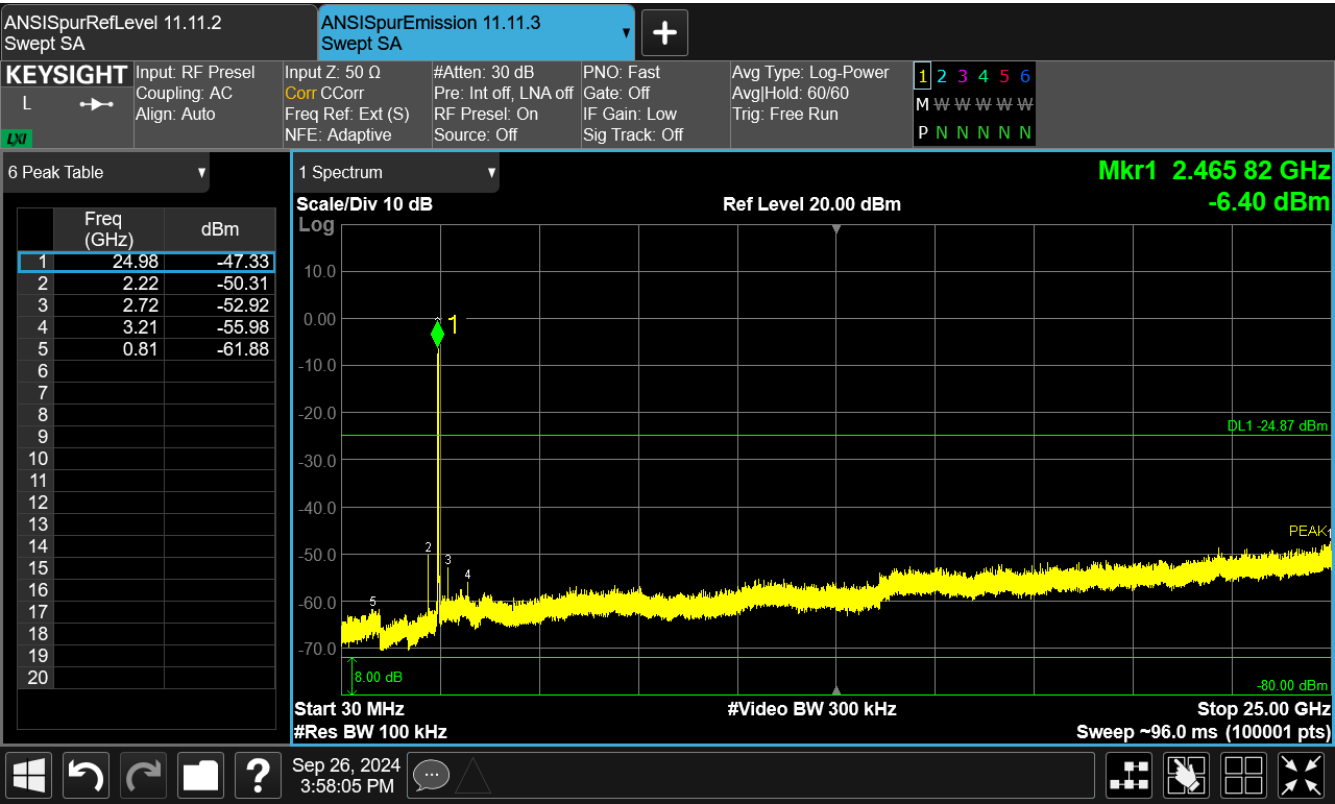 ANSISpurRefLevel 11.11.2
Swept SA
ANSISpurEmission 11.11.3
Swept SA
KEYSIGHT
L
LXI
Input: RF Presel
Coupling: AC
Align: Auto
Input Z: 50 Ω
Corr CCorr
Freq Ref: Ext (S)
NFE: Adaptive
#Atten: 30 dB
Pre: Int off, LNA off
RF Presel: On
Source: Off
PNO: Fast
Gate: Off
IF Gain: Low
Sig Track: Off
Avg Type: Log-Power
Avg|Hold: 60/60
Trig: Free Run
1 2 3 4 5 6
M W W W W W
P N N N N N
6 Peak Table
Freq (GHz) dBm
1 24.98 -47.33
2 2.22 -50.31
3 2.72 -52.92
4 3.21 -55.98
5 0.81 -61.88
6
7
8
9
10
11
12
13
14
15
16
17
18
19
20
1 Spectrum
Mkr1 2.465 82 GHz
-6.40 dBm
Scale/Div 10 dB
Ref Level 20.00 dBm
Log
10.0
0.00
1
-10.0
-20.0
DL1 -24.87 dBm
-30.0
-40.0
-50.0
PEAK1
2
3
4
-60.0
5
-70.0
8.00 dB
-80.00 dBm
Start 30 MHz
#Video BW 300 kHz
Stop 25.00 GHz
#Res BW 100 kHz
Sweep ~96.0 ms (100001 pts)
?
Sep 26, 2024
3:58:05 PM